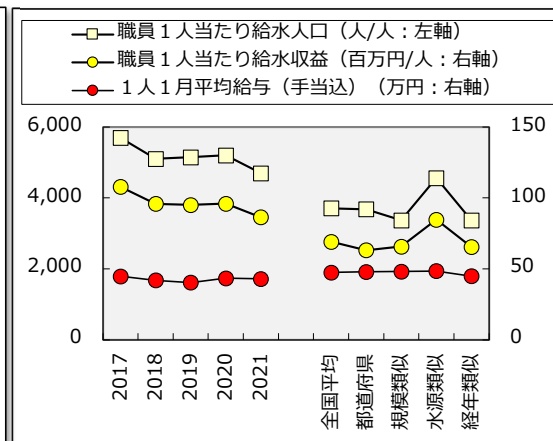 職員１人当たり給水人口（人/人：左軸）
職員１人当たり給水収益（百万円/人：右軸）
１人１月平均給与（手当込）（万円：右軸）
6,000
4,000
2,000
0
150
100
50
0
2017
2018
2019
2020
2021
全国平均
都道府県
規模類似
水源類似
経年類似